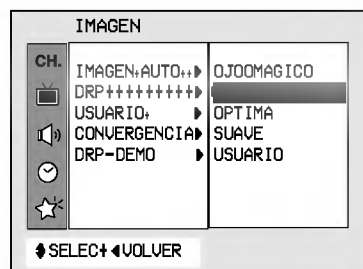 IMAGEN
CH.
IMAGEN+AUTO++▶ OJOOMAGICO
DRP+++++++++▶
USUARIO+ ▶ OPTIMA
CONVERGENCIA▶ SUAVE
DRP-DEMO ▶ USUARIO
♦SELEC+ ◀VOLVER